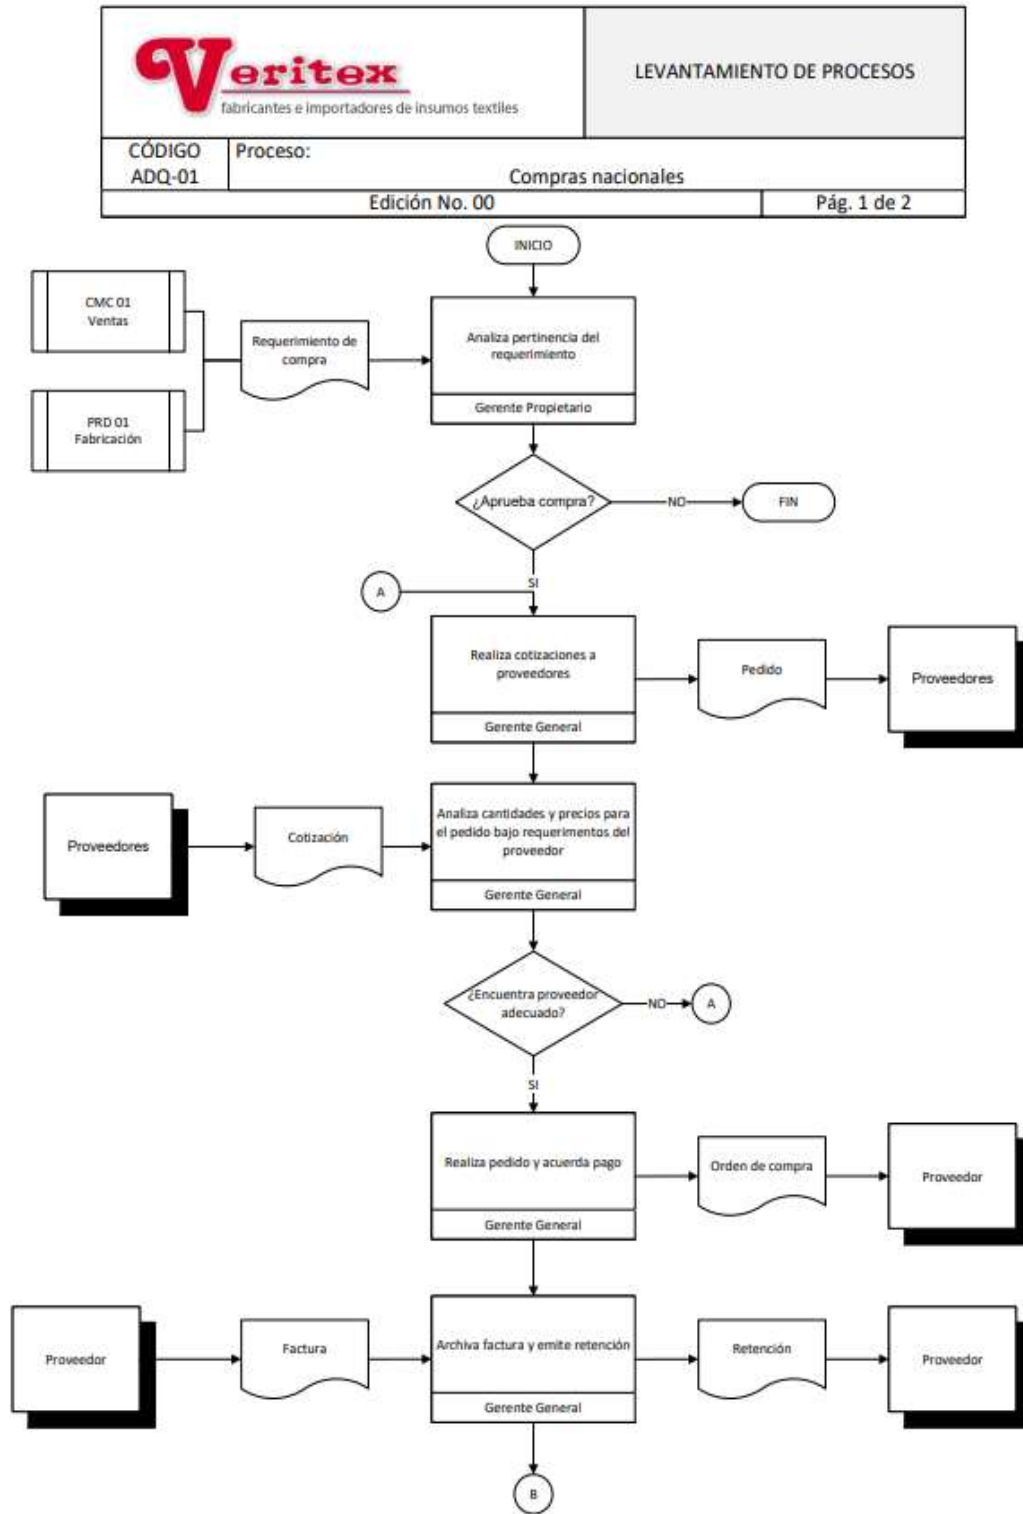 Veritex
fabricantes e importadores de insumos textiles
LEVANTAMIENTO DE PROCESOS
CÓDIGO
ADQ-01
Proceso:
Compras nacionales
Edición No. 00
Pág. 1 de 2
INICIO
CMC 01
Ventas
PRD 01
Fabricación
Requerimiento de
compra
Analiza pertinencia del
requerimiento
Gerente Propietario
¿Aprueba compra?
NO
FIN
SI
A
Realiza cotizaciones a
proveedores
Gerente General
Pedido
Proveedores
Proveedores
Cotización
Analiza cantidades y precios para
el pedido bajo requerimentos del
proveedor
Gerente General
¿Encuentra proveedor
adecuado?
NO
A
SI
Realiza pedido y acuerda pago
Gerente General
Orden de compra
Proveedor
Proveedor
Factura
Archiva factura y emite retención
Gerente General
Retención
Proveedor
B